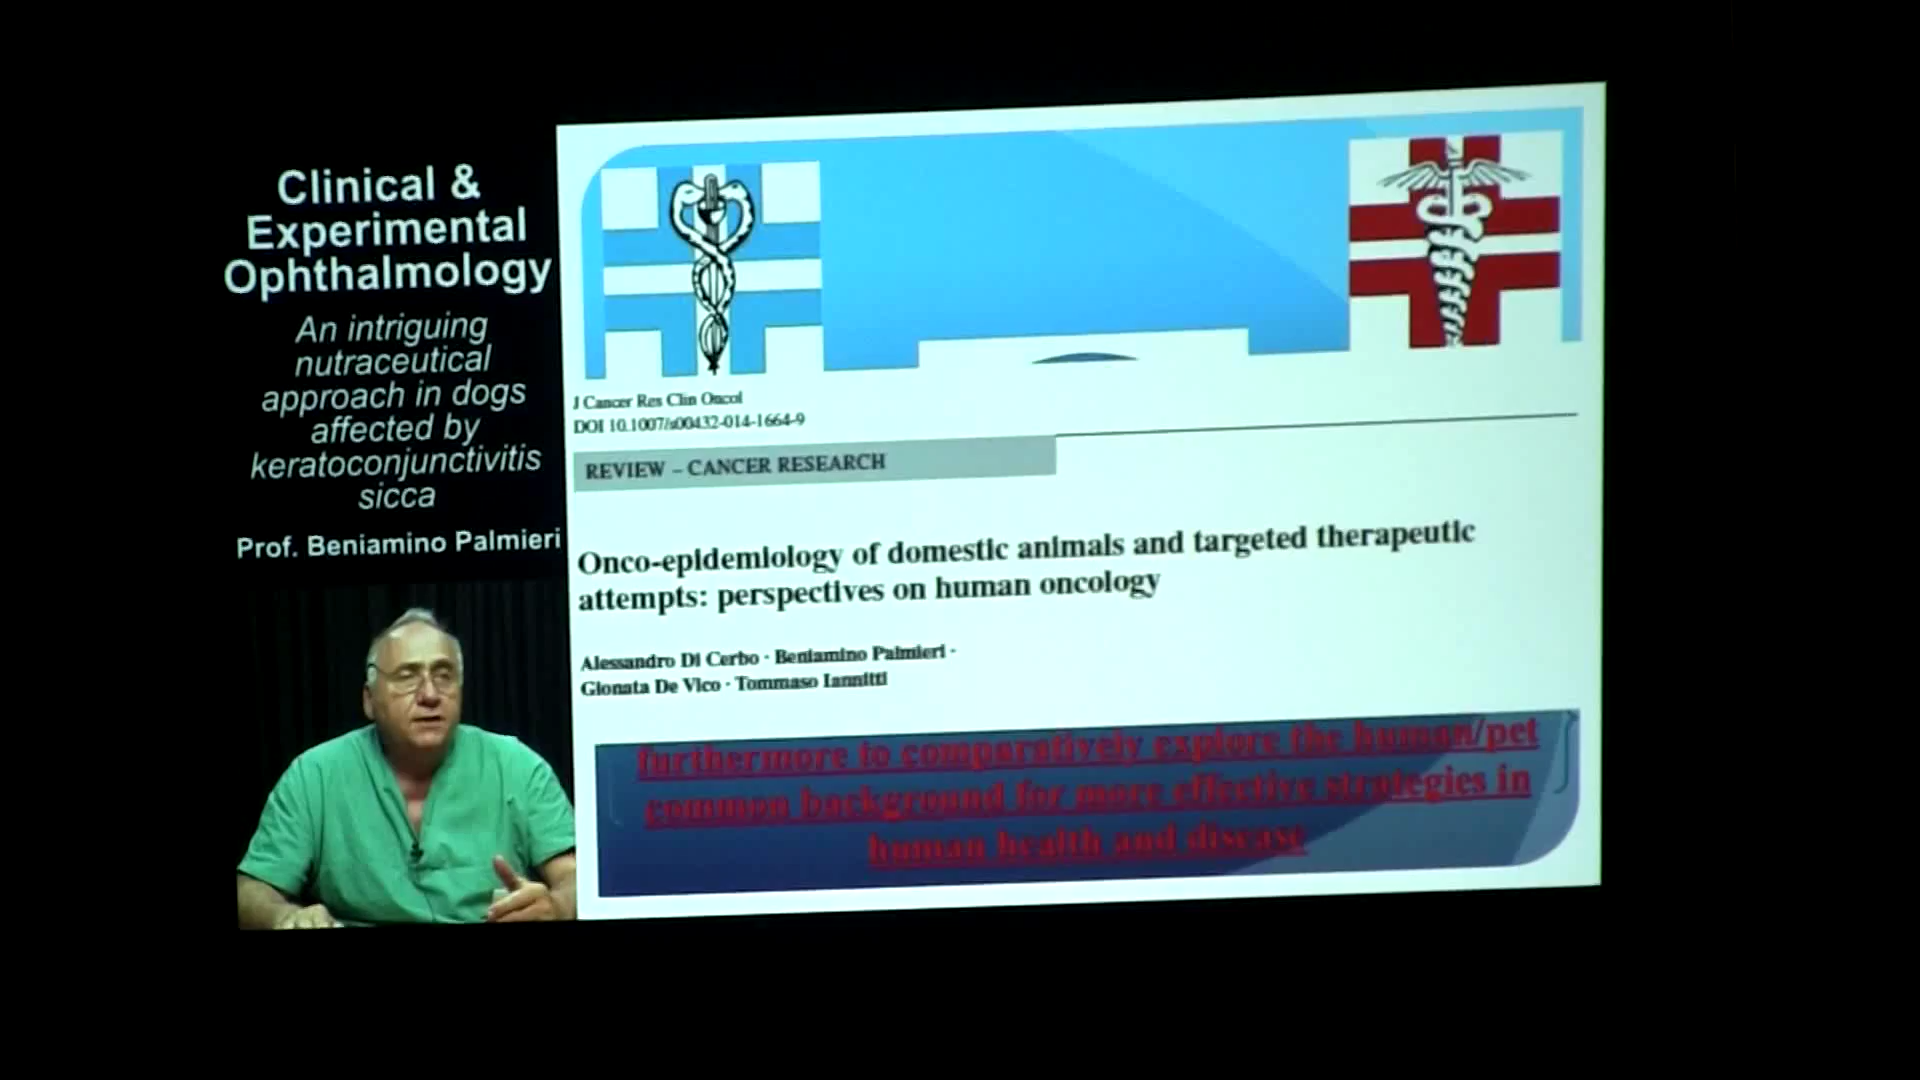 Clinical &
Experimental
Ophthalmology
An intriguing
nutraceutical
approach in dogs
affected by
keratoconjunctivitis
sicca
Prof. Beniamino Palmieri
J Cancer Res Clin Oncol
DOI 10.1007/s00432-014-1664-9
REVIEW – CANCER RESEARCH
Onco-epidemiology of domestic animals and targeted therapeutic
attempts: perspectives on human oncology
Alessandro Di Cerbo · Beniamino Palmieri ·
Gionata De Vico · Tommaso Iannitti
furthermore to comparatively explore the human/pet
common background for more effective strategies in
human health and disease